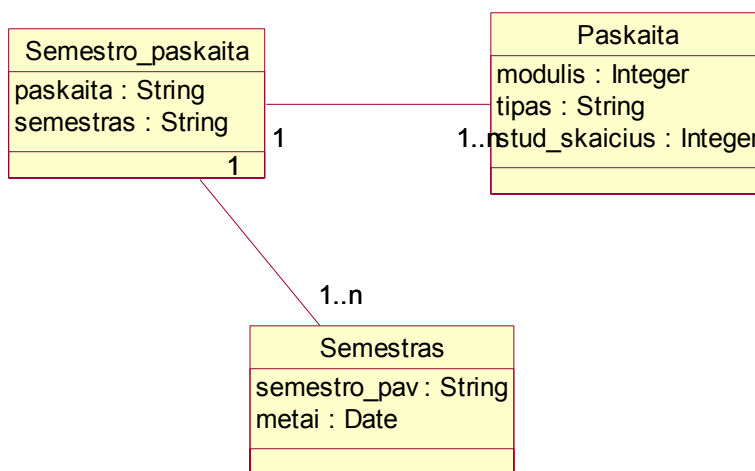 Semestro_paskaita
paskaita : String
semestras : String
1
1
Paskaita
modulis : Integer
tipas : String
1..n
stud_skaicius : Integer
1..n
Semestras
semestro_pav : String
metai : Date